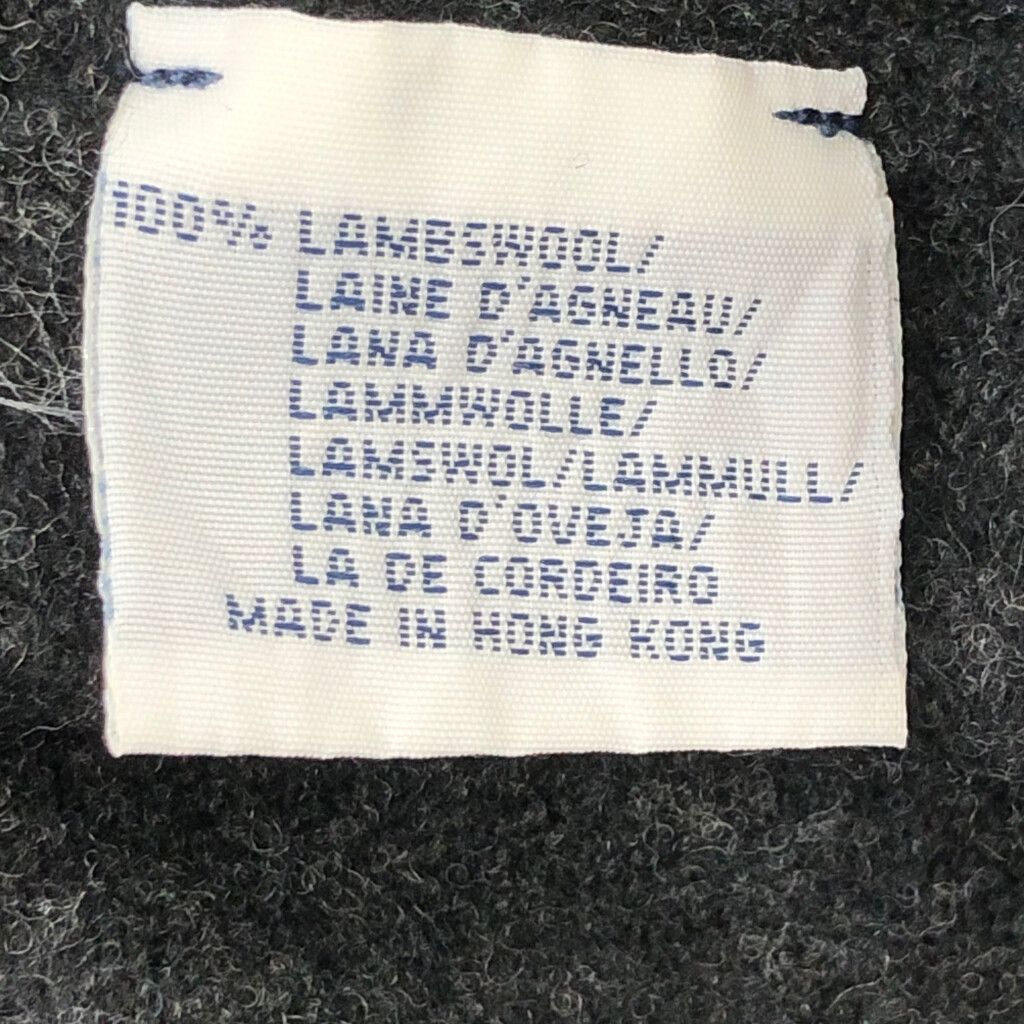 100% LAMBSWOOL/
LAINE D'AGNEAU/
LANA D'AGNELLO/
LAMMWOLLE/
LAMSWOL/LAMMULL/
LANA D'OVEJA/
LA DE CORDEIRO
MADE IN HONG KONG